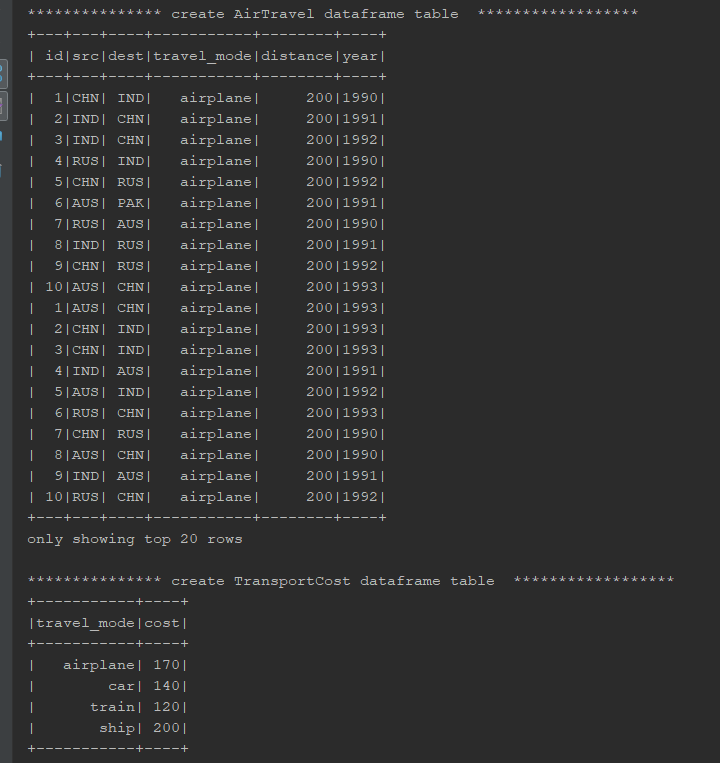 *************** create AirTravel dataframe table  ******************
+---+---+----+-----------+--------+----+
| id|src|dest|travel_mode|distance|year|
+---+---+----+-----------+--------+----+
|  1|CHN| IND|   airplane|     200|1990|
|  2|IND| CHN|   airplane|     200|1991|
|  3|IND| CHN|   airplane|     200|1992|
|  4|RUS| IND|   airplane|     200|1990|
|  5|CHN| RUS|   airplane|     200|1992|
|  6|AUS| PAK|   airplane|     200|1991|
|  7|RUS| AUS|   airplane|     200|1990|
|  8|IND| RUS|   airplane|     200|1991|
|  9|CHN| RUS|   airplane|     200|1992|
| 10|AUS| CHN|   airplane|     200|1993|
|  1|AUS| CHN|   airplane|     200|1993|
|  2|CHN| IND|   airplane|     200|1993|
|  3|CHN| IND|   airplane|     200|1993|
|  4|IND| AUS|   airplane|     200|1991|
|  5|AUS| IND|   airplane|     200|1992|
|  6|RUS| CHN|   airplane|     200|1993|
|  7|CHN| RUS|   airplane|     200|1990|
|  8|AUS| CHN|   airplane|     200|1990|
|  9|IND| AUS|   airplane|     200|1991|
| 10|RUS| CHN|   airplane|     200|1992|
+---+---+----+-----------+--------+----+
only showing top 20 rows
*************** create TransportCost dataframe table  ******************
+-----------+----+
|travel_mode|cost|
+-----------+----+
|   airplane| 170|
|        car| 140|
|      train| 120|
|       ship| 200|
+-----------+----+